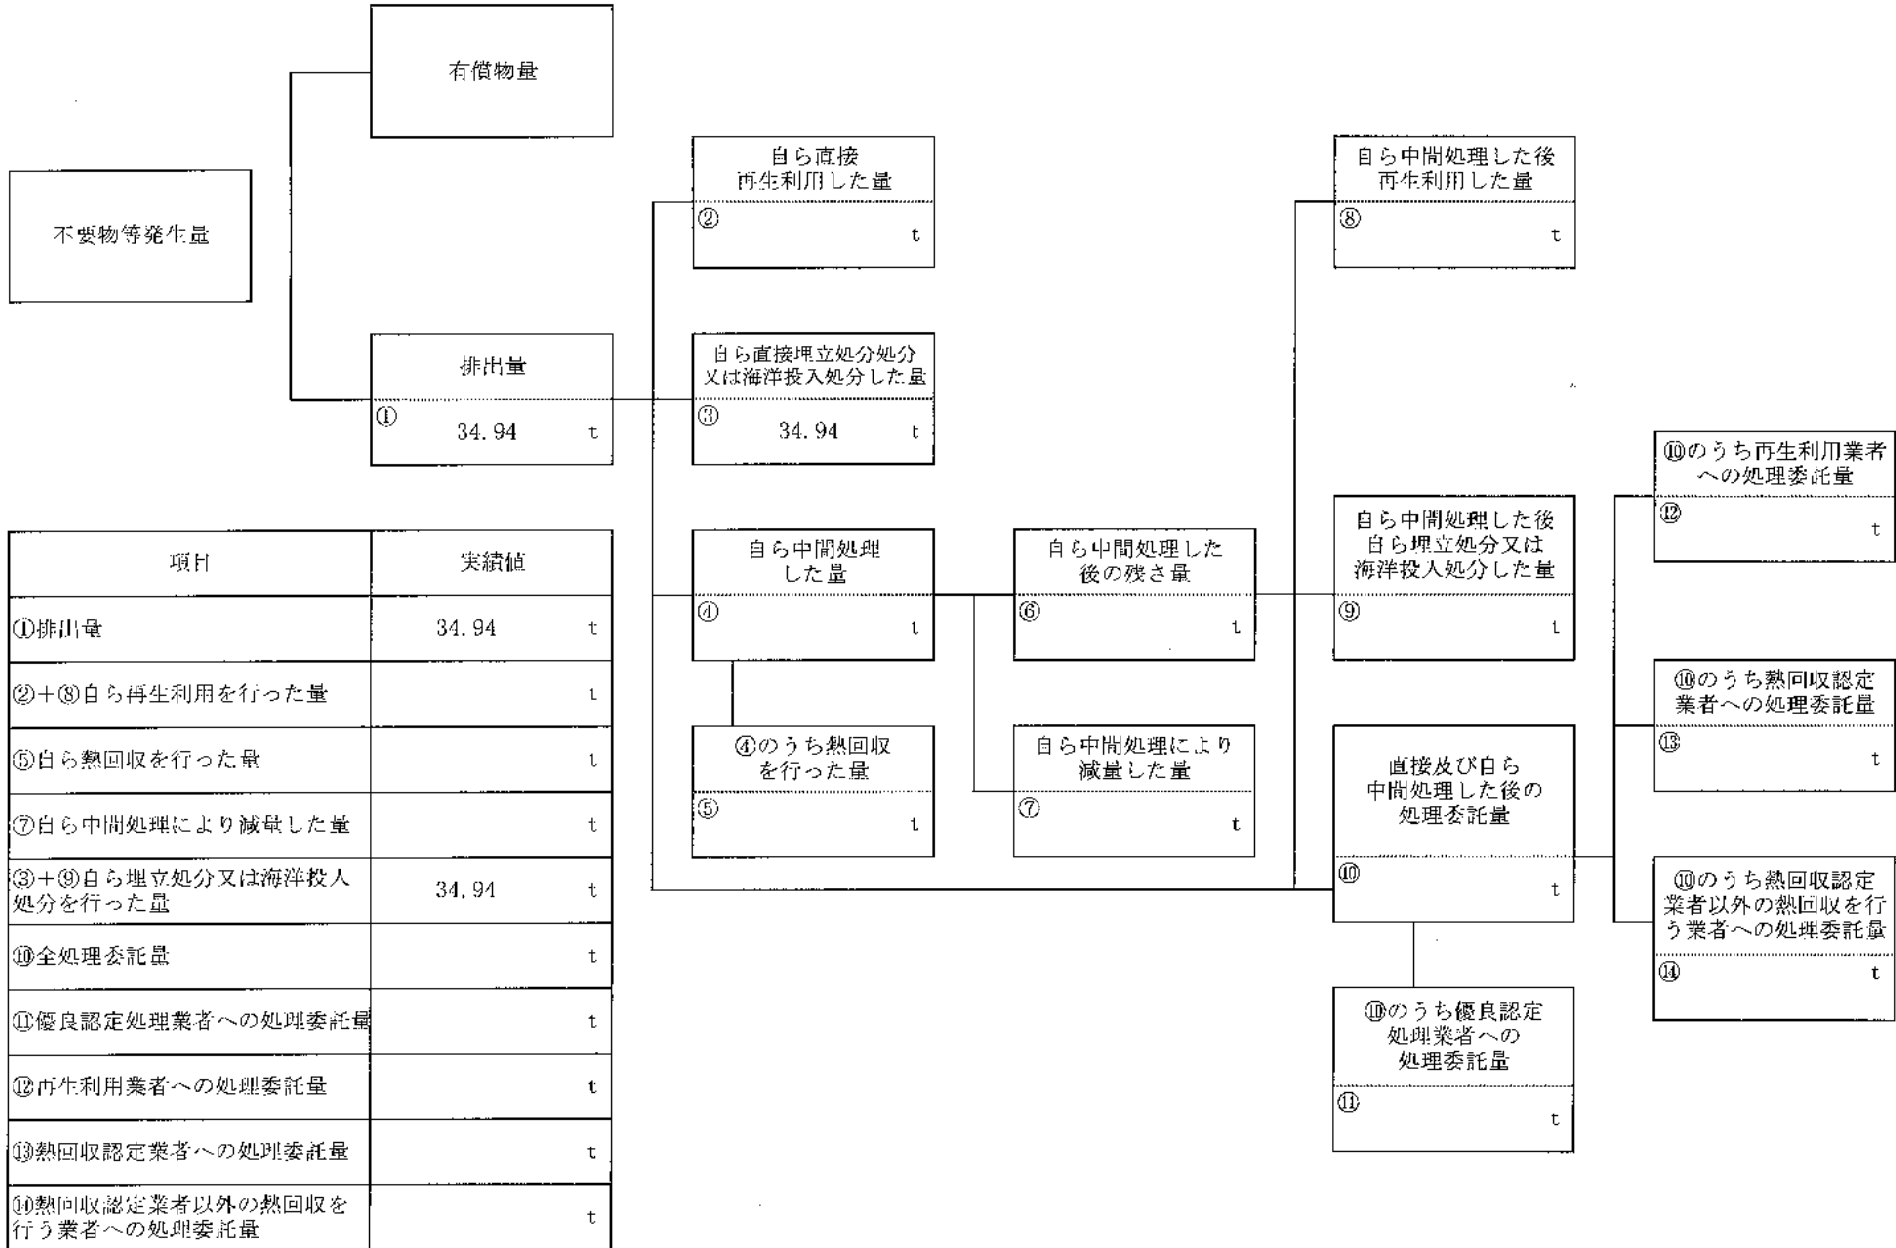 有償物量
不要物等発生量
排出量
① 34.94 t
自ら直接
再生利用した量
② t
自ら直接埋立処分処分
又は海洋投入処分した量
③ 34.94 t
自ら中間処理
した量
④ t
④のうち熱回収
を行った量
⑤ t
自ら中間処理した
後の残さ量
⑥ t
自ら中間処理により
減量した量
⑦ t
自ら中間処理した後
再生利用した量
⑧ t
自ら中間処理した後
自ら埋立処分又は
海洋投入処分した量
⑨ t
直接及び自ら
中間処理した後の
処理委託量
⑩ t
⑩のうち優良認定
処理業者への
処理委託量
⑪ t
⑩のうち再生利用業者
への処理委託量
⑫ t
⑩のうち熱回収認定
業者への処理委託量
⑬ t
⑩のうち熱回収認定
業者以外の熱回収を行
う業者への処理委託量
⑭ t
項目 実績値
①排出量 34.94 t
②+⑧自ら再生利用を行った量 t
⑤自ら熱回収を行った量 t
⑦自ら中間処理により減量した量 t
③+⑨自ら埋立処分又は海洋投入
処分を行った量 34.94 t
⑩全処理委託量 t
⑪優良認定処理業者への処理委託量 t
⑫再生利用業者への処理委託量 t
⑬熱回収認定業者への処理委託量 t
⑭熱回収認定業者以外の熱回収を
行う業者への処理委託量 t